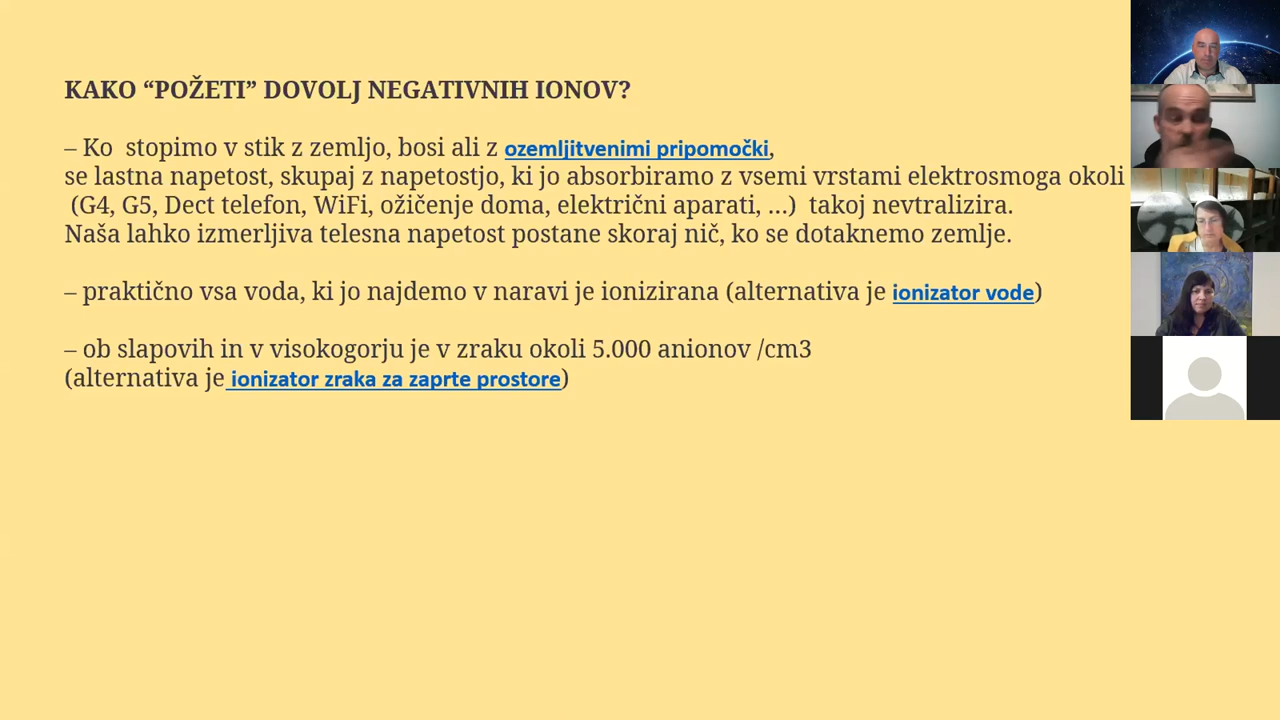 KAKO “POŽETI” DOVOLJ NEGATIVNIH IONOV?
– Ko  stopimo v stik z zemljo, bosi ali z ozemljitvenimi pripomočki,
se lastna napetost, skupaj z napetostjo, ki jo absorbiramo z vsemi vrstami elektrosmoga okoli
(G4, G5, Dect telefon, WiFi, ožičenje doma, električni aparati, …)  takoj nevtralizira.
Naša lahko izmerljiva telesna napetost postane skoraj nič, ko se dotaknemo zemlje.
– praktično vsa voda, ki jo najdemo v naravi je ionizirana (alternativa je ionizator vode)
– ob slapovih in v visokogorju je v zraku okoli 5.000 anionov /cm3
(alternativa je ionizator zraka za zaprte prostore)